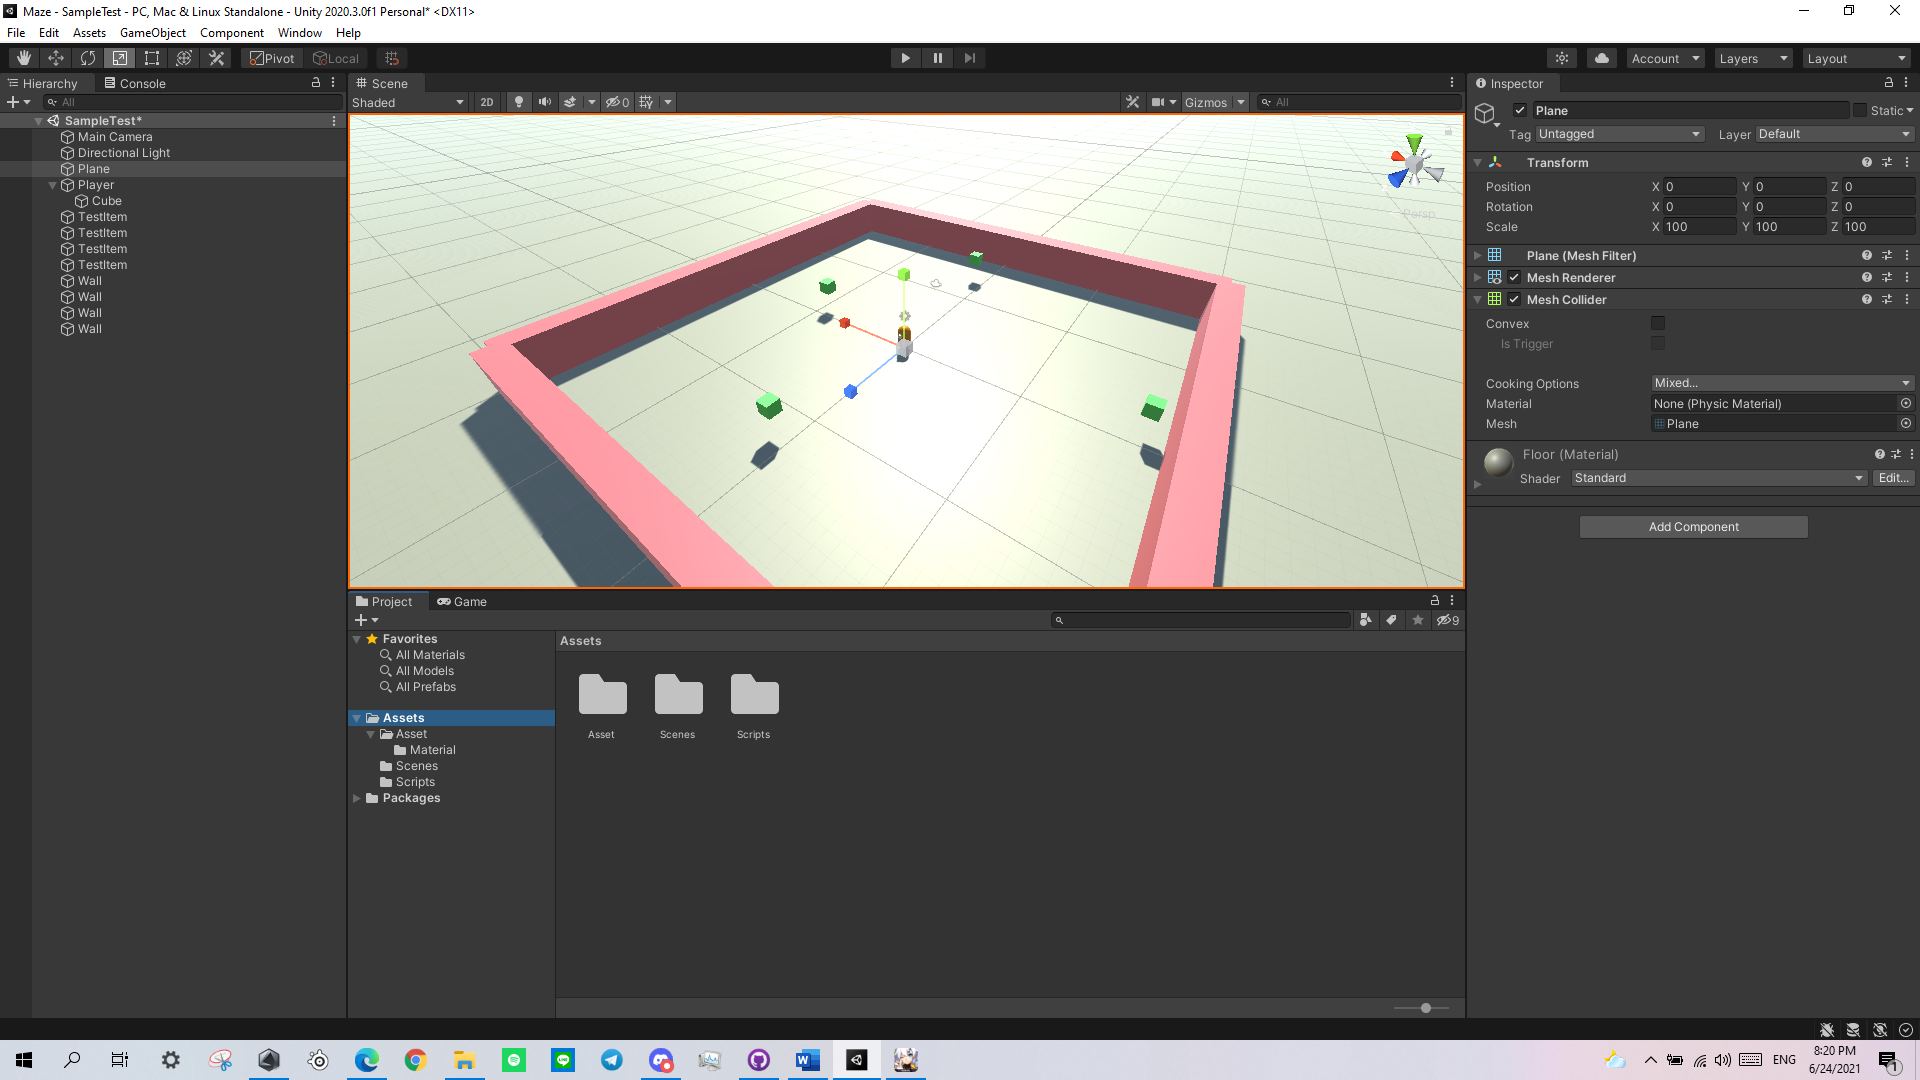 Maze - SampleTest - PC, Mac & Linux Standalone - Unity 2020.3.0f1 Personal* <DX11>
File Edit Assets GameObject Component Window Help
Pivot Local Account Layers Layout
Hierarchy Console
All
SampleTest*
Main Camera
Directional Light
Plane
Player
Cube
TestItem
TestItem
TestItem
TestItem
Wall
Wall
Wall
Wall
Scene
Shaded 2D 0 Gizmos All
Persp
Project Game
9
Favorites
All Materials
All Models
All Prefabs
Assets
Asset
Material
Scenes
Scripts
Packages
Assets
Asset Scenes Scripts
Inspector
Plane Static
Tag Untagged Layer Default
Transform
Position X 0 Y 0 Z 0
Rotation X 0 Y 0 Z 0
Scale X 100 Y 100 Z 100
Plane (Mesh Filter)
Mesh Renderer
Mesh Collider
Convex
Is Trigger
Cooking Options Mixed...
Material None (Physic Material)
Mesh Plane
Floor (Material)
Shader Standard Edit...
Add Component
ENG
8:20 PM
6/24/2021
1